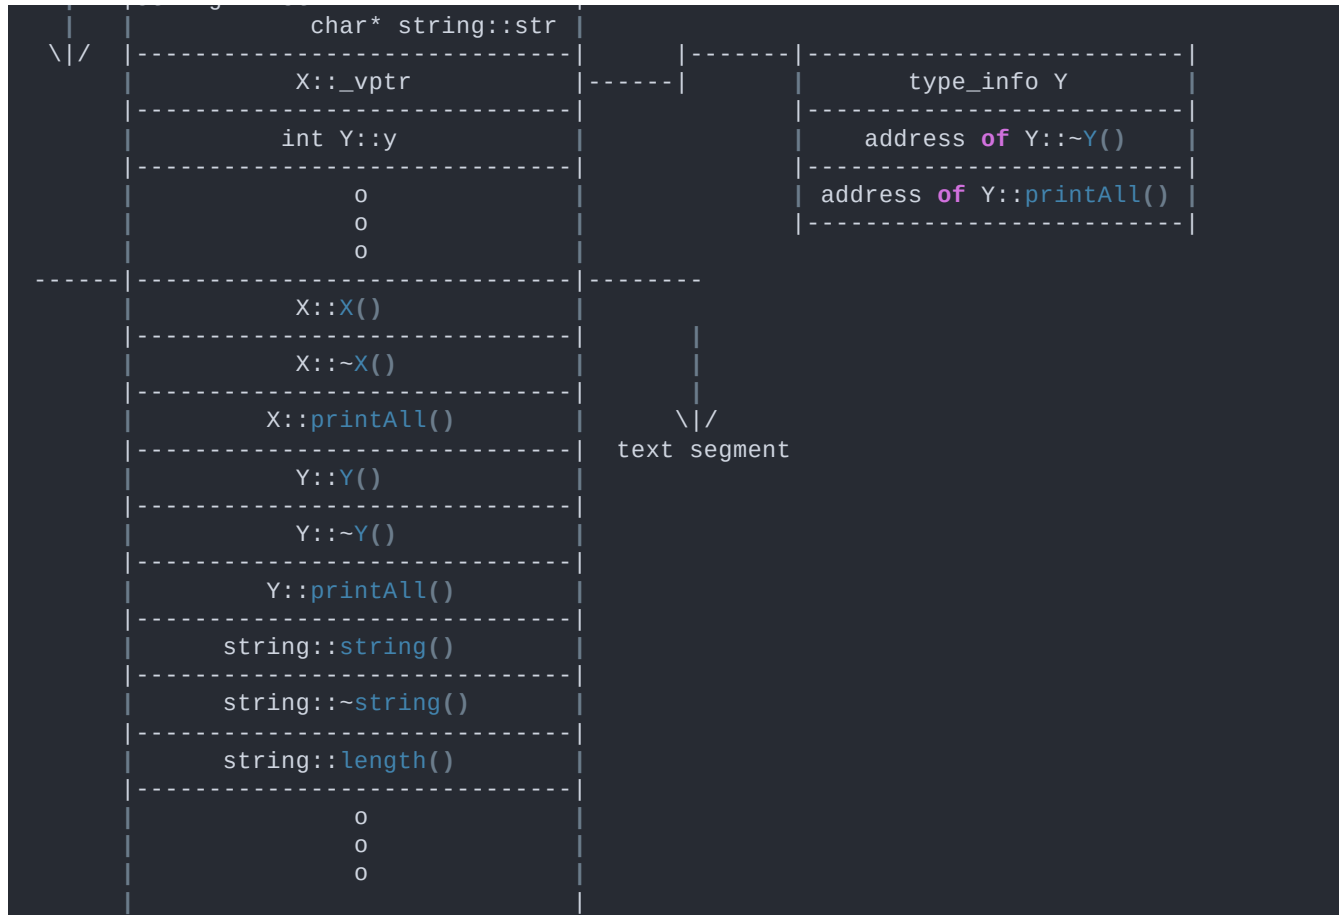 char* string::str |
\|/ |------------------------------| |-------|--------------------------|
| X::_vptr |------| | type_info Y |
|------------------------------| |--------------------------|
| int Y::y | | address of Y::~Y() |
|------------------------------| |--------------------------|
| o | | address of Y::printAll() |
| o | |--------------------------|
| o |
------|------------------------------|--------
| X::X() |
|------------------------------| |
| X::~X() | |
|------------------------------| |
| X::printAll() | \|/
|------------------------------| text segment
| Y::Y() |
|------------------------------|
| Y::~Y() |
|------------------------------|
| Y::printAll() |
|------------------------------|
| string::string() |
|------------------------------|
| string::~string() |
|------------------------------|
| string::length() |
|------------------------------|
| o |
| o |
| o |
| |